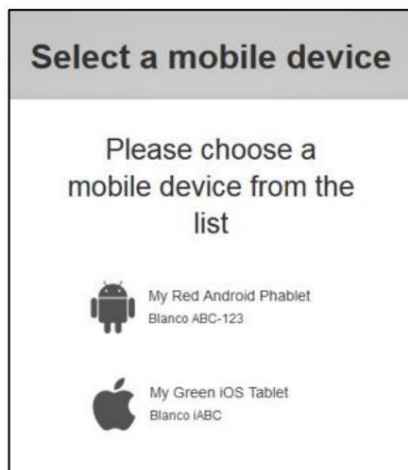 Select a mobile device
Please choose a
mobile device from the
list
My Red Android Phablet
Blanco ABC-123
My Green iOS Tablet
Blanco iABC